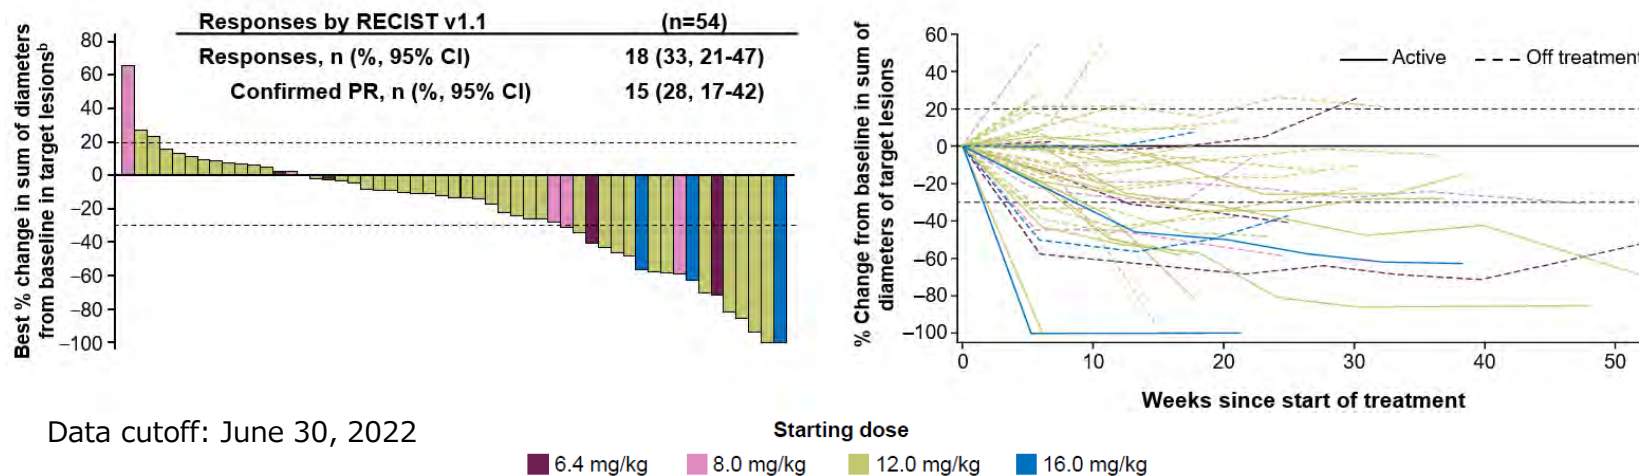 Responses by RECIST v1.1 (n=54)
Responses, n (%, 95% CI) 18 (33, 21-47)
Confirmed PR, n (%, 95% CI) 15 (28, 17-42)
Best % change in sum of diameters
from baseline in target lesionsb
80
60
40
20
0
−20
−40
−60
−80
−100
% Change from baseline in sum of
diameters of target lesions
60
40
20
0
−20
−40
−60
−80
−100
Active Off treatment
0 10 20 30 40 50
Weeks since start of treatment
Data cutoff: June 30, 2022
Starting dose
6.4 mg/kg 8.0 mg/kg 12.0 mg/kg 16.0 mg/kg